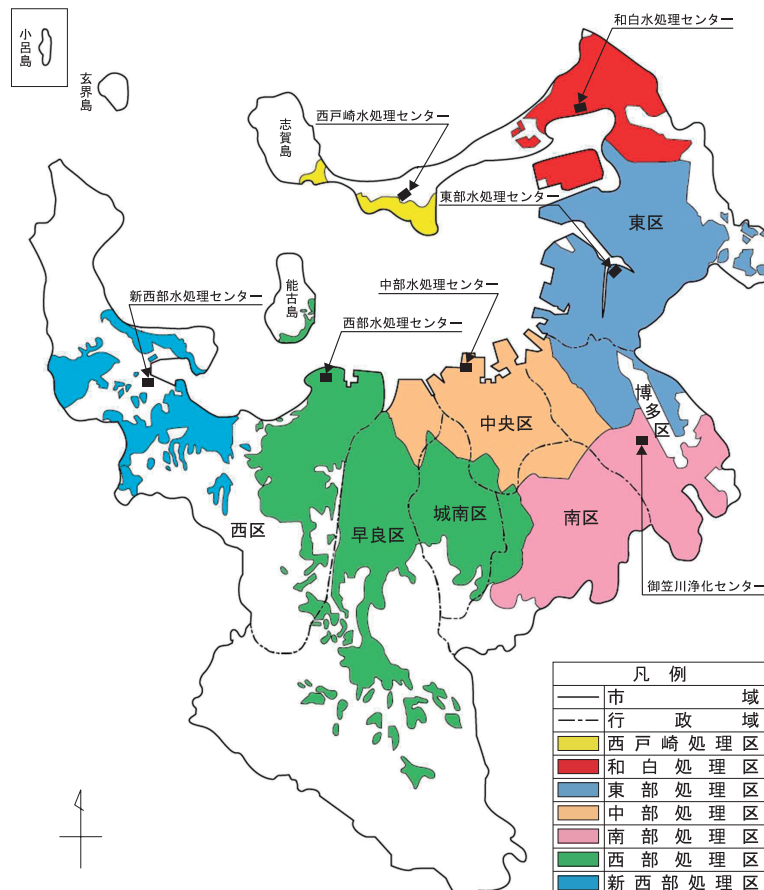 小呂島
玄界島
志賀島
和白水処理センター
西戸崎水処理センター
東部水処理センター
東区
能古島
新西部水処理センター
中部水処理センター
西部水処理センター
博多区
中央区
城南区
南区
早良区
西区
御笠川浄化センター
凡例
市域
行政域
西戸崎処理区
和白処理区
東部処理区
中部処理区
南部処理区
西部処理区
新西部処理区